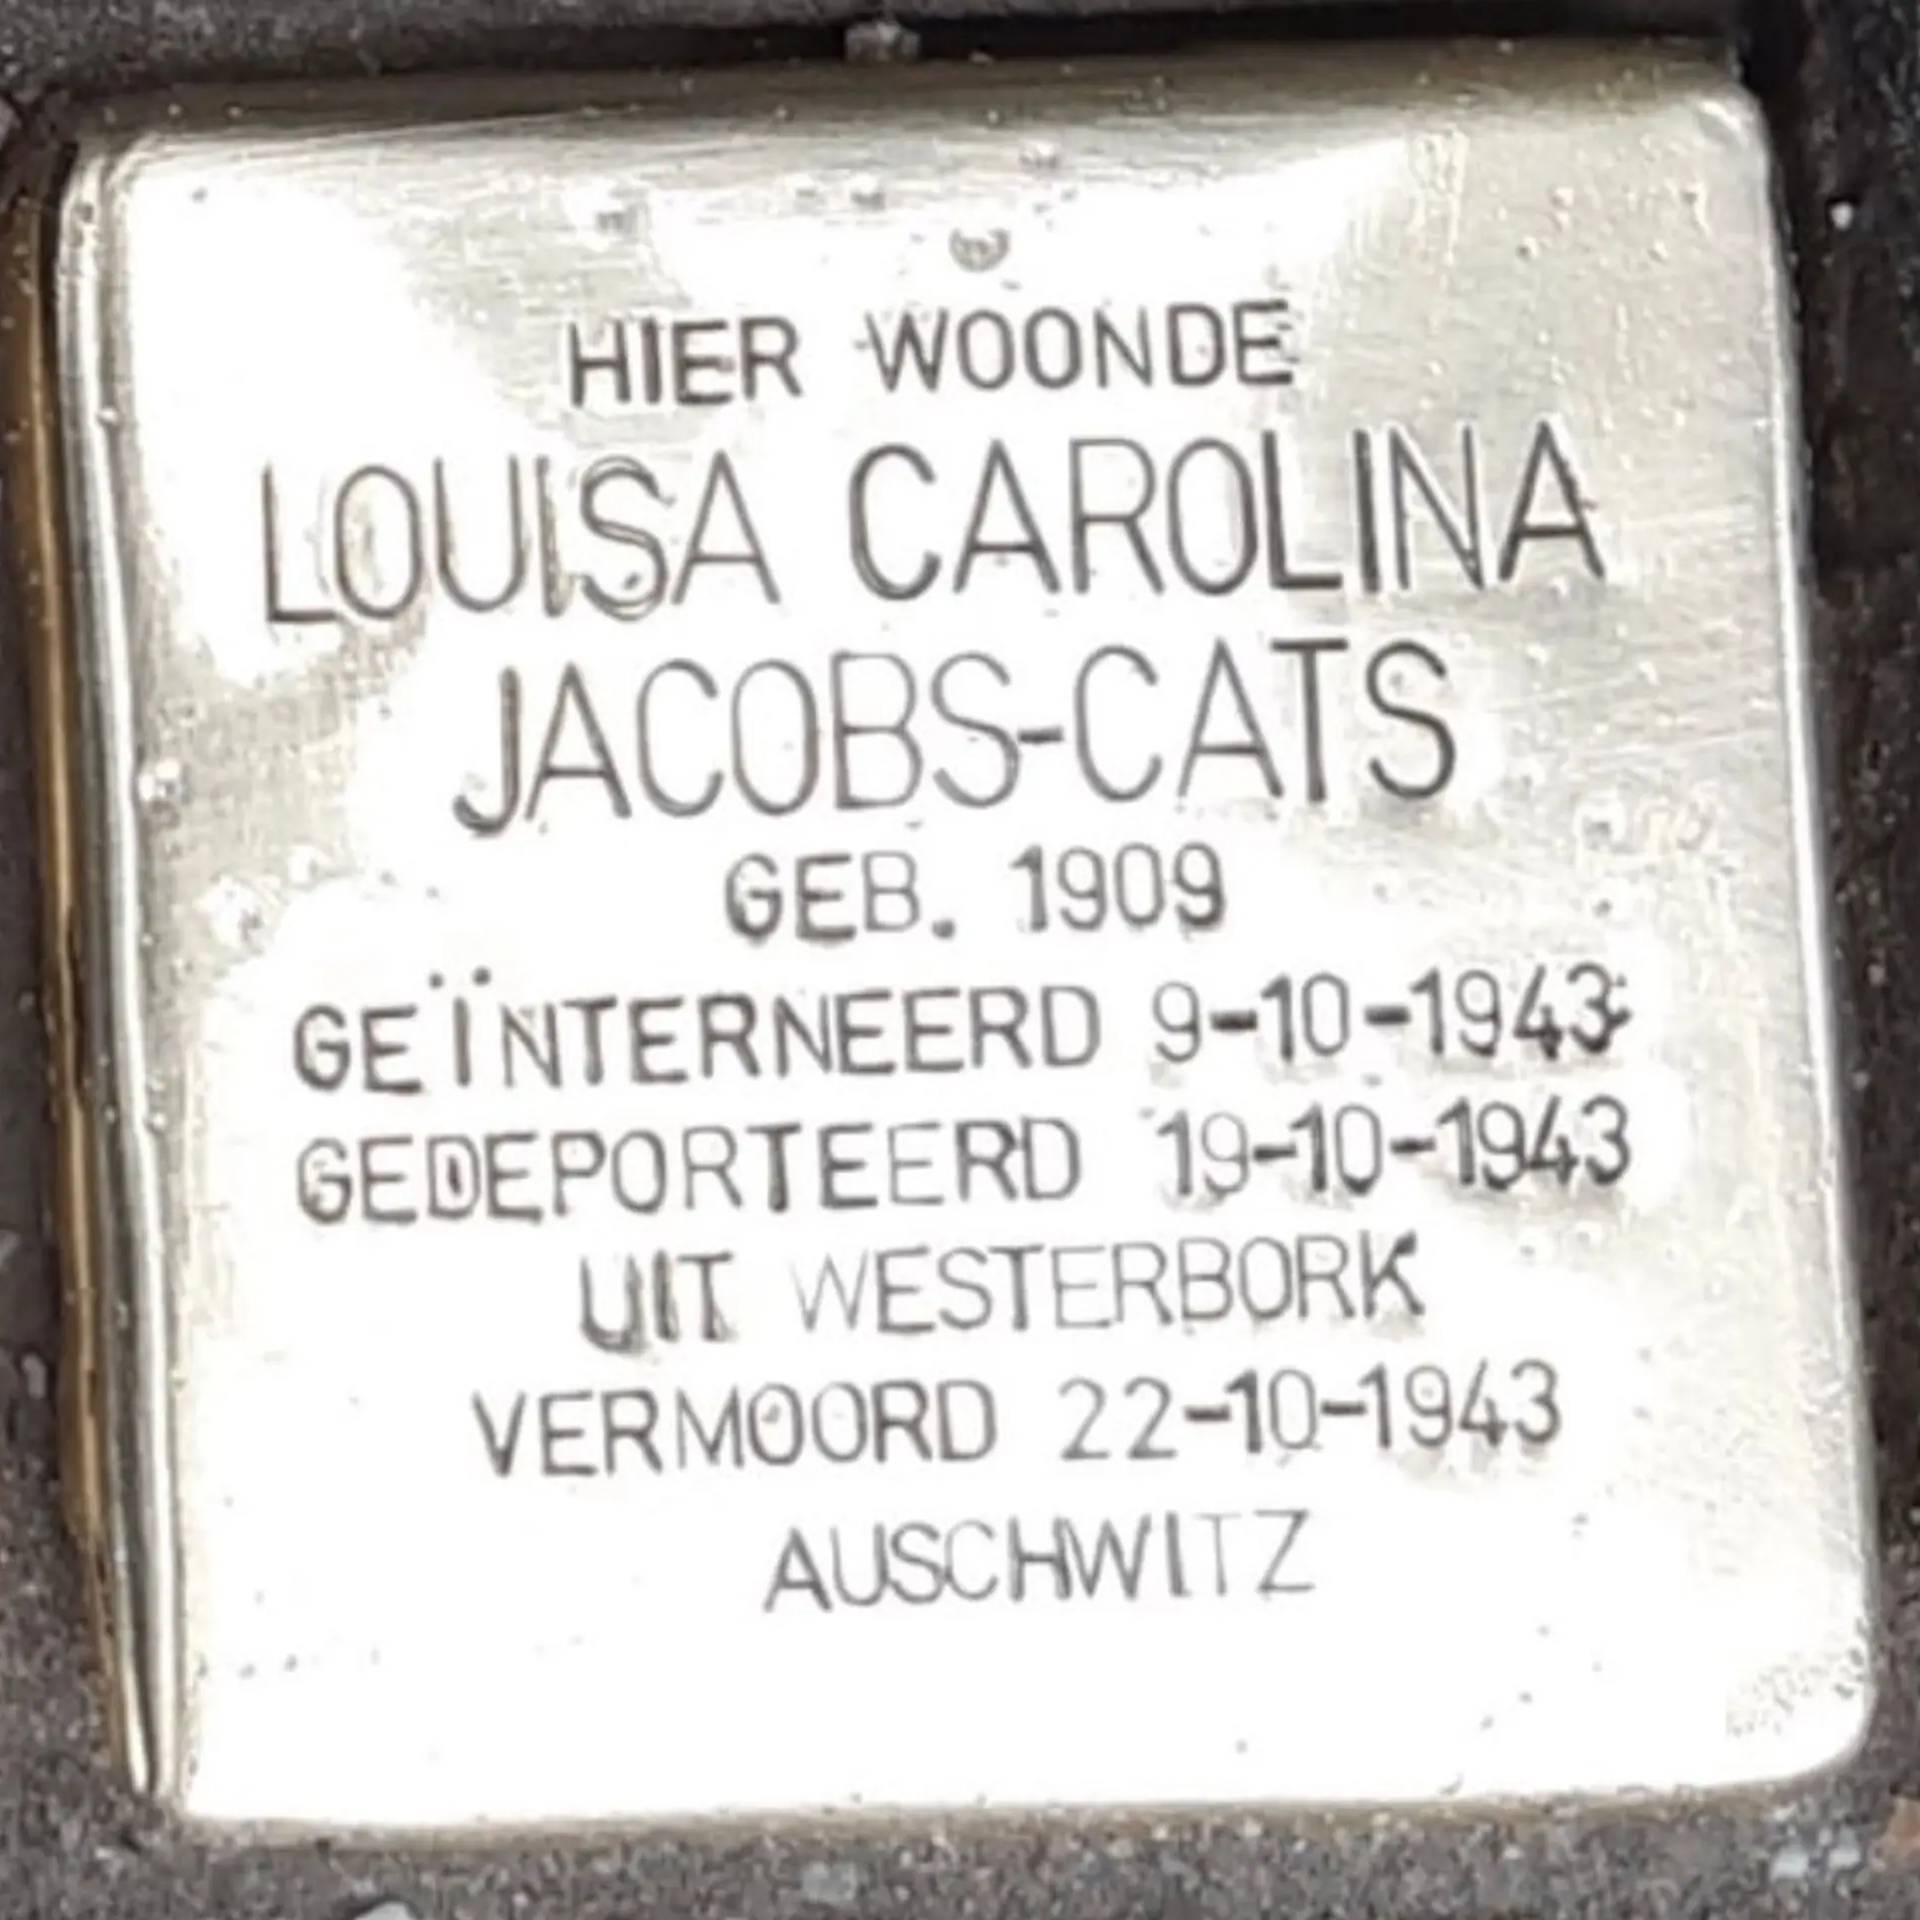 HIER WOONDE
LOUISA CAROLINA
JACOBS-CATS
GEB. 1909
GEÏNTERNEERD 9-10-1943
GEDEPORTEERD 19-10-1943
UIT WESTERBORK
VERMOORD 22-10-1943
AUSCHWITZ